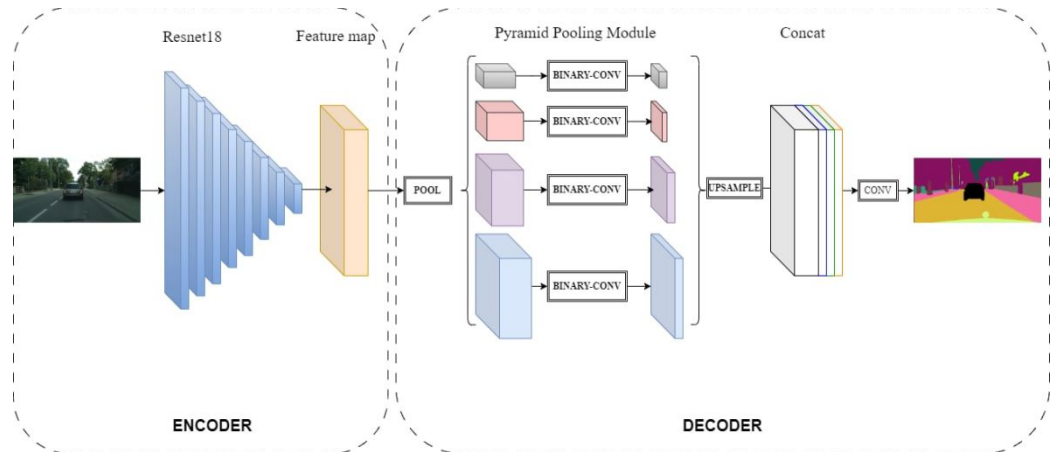 Resnet18
Feature map
Pyramid Pooling Module
Concat
BINARY-CONV
BINARY-CONV
BINARY-CONV
BINARY-CONV
POOL
UPSAMPLE
CONV
ENCODER
DECODER